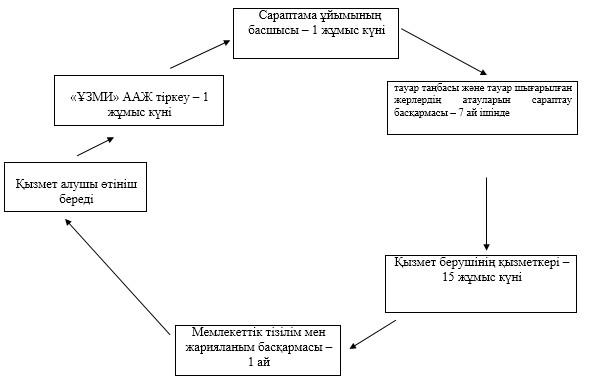 Сараптама ұйымының
басшысы – 1 жұмыс күні
тауар таңбасы және тауар шығарылған
жерлердің атауларын сараптау
басқармасы – 7 ай ішінде
«ҰЗМИ» ААЖ тіркеу – 1
жұмыс күні
Қызмет алушы өтініш
береді
Қызмет берушінің қызметкері –
15 жұмыс күні
Мемлекеттік тізілім мен
жарияланым басқармасы –
1 ай